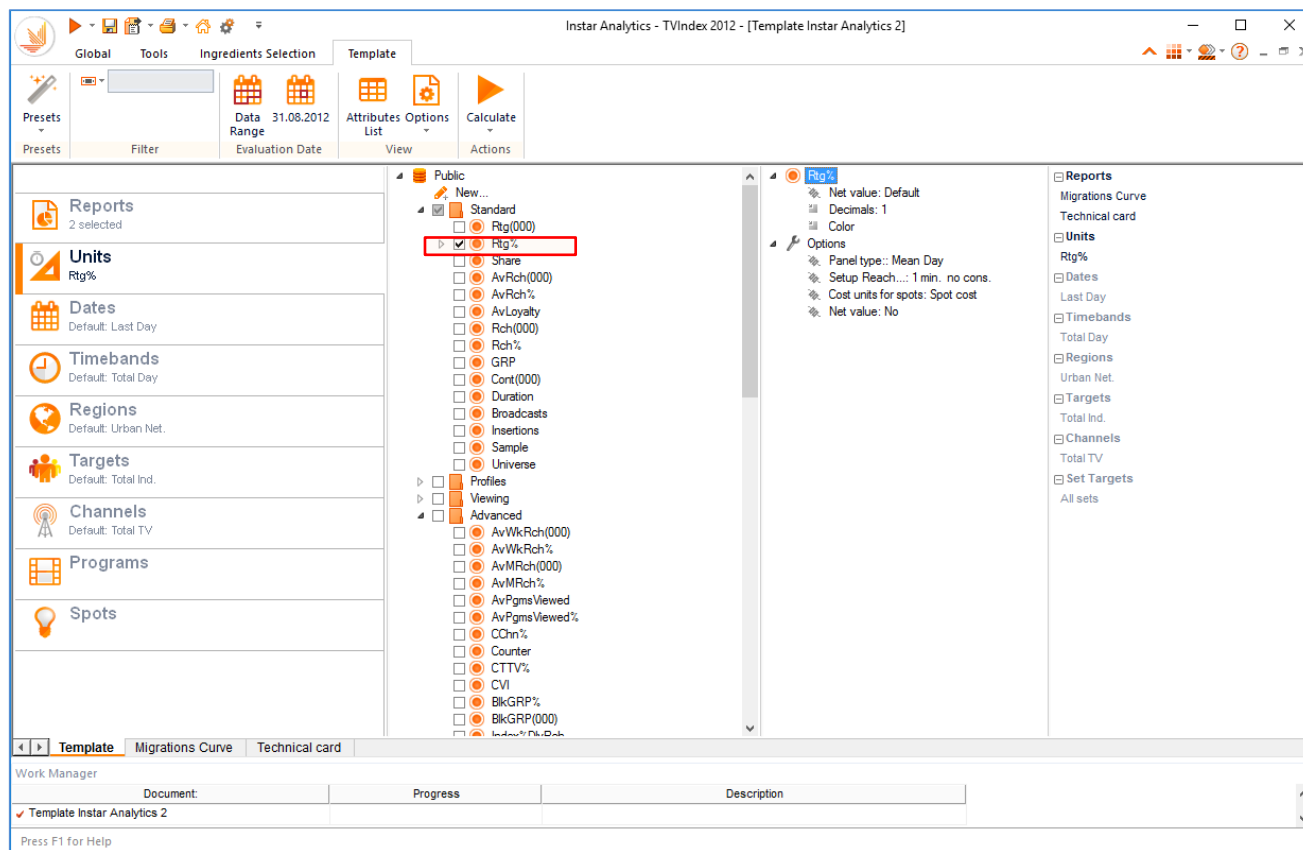 Instar Analytics - TVIndex 2012 - [Template Instar Analytics 2]
Global Tools Ingredients Selection Template
Presets
Data Range
31.08.2012
Attributes List
Options
Calculate
Presets Filter Evaluation Date View Actions
Reports
2 selected
Units
Rtg%
Dates
Default: Last Day
Timebands
Default: Total Day
Regions
Default: Urban Net.
Targets
Default: Total Ind.
Channels
Default: Total TV
Programs
Spots
Public
New...
Standard
Rtg(000)
Rtg%
Share
AvRch(000)
AvRch%
AvLoyalty
Rch(000)
Rch%
GRP
Cont(000)
Duration
Broadcasts
Insertions
Sample
Universe
Profiles
Viewing
Advanced
AvWkRch(000)
AvWkRch%
AvMRch(000)
AvMRch%
AvPgmsViewed
AvPgmsViewed%
CChn%
Counter
CTTV%
CVI
BlkGRP%
BlkGRP(000)
Index%DlyRch
Rtg%
Net value: Default
Decimals: 1
Color
Options
Panel type:: Mean Day
Setup Reach...: 1 min. no cons.
Cost units for spots: Spot cost
Net value: No
Reports
Migrations Curve
Technical card
Units
Rtg%
Dates
Last Day
Timebands
Total Day
Regions
Urban Net.
Targets
Total Ind.
Channels
Total TV
Set Targets
All sets
Template Migrations Curve Technical card
Work Manager
Document: Progress Description
Template Instar Analytics 2
Press F1 for Help